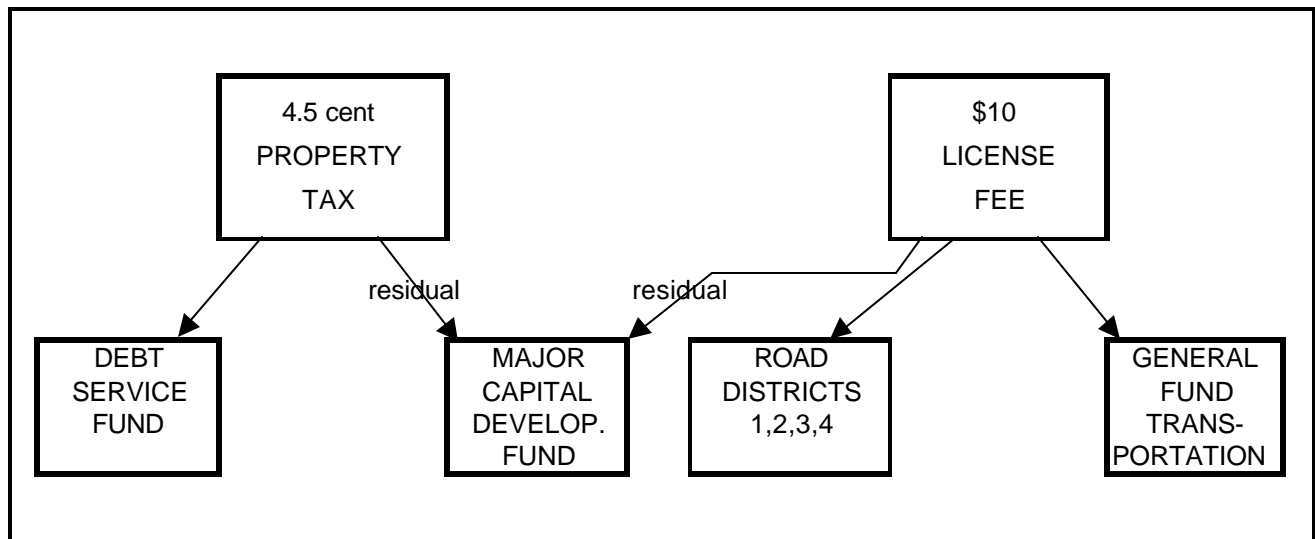 4.5 cent
PROPERTY
TAX
$10
LICENSE
FEE
residual
residual
DEBT
SERVICE
FUND
MAJOR
CAPITAL
DEVELOP.
FUND
ROAD
DISTRICTS
1,2,3,4
GENERAL
FUND
TRANS-
PORTATION